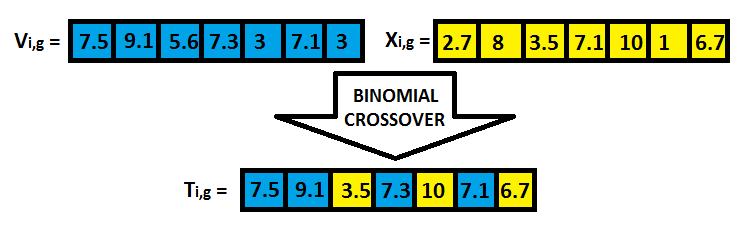 Vi,g = 7.5 9.1 5.6 7.3 3 7.1 3 Xi,g = 2.7 8 3.5 7.1 10 1 6.7
BINOMIAL
CROSSOVER
Ti,g = 7.5 9.1 3.5 7.3 10 7.1 6.7